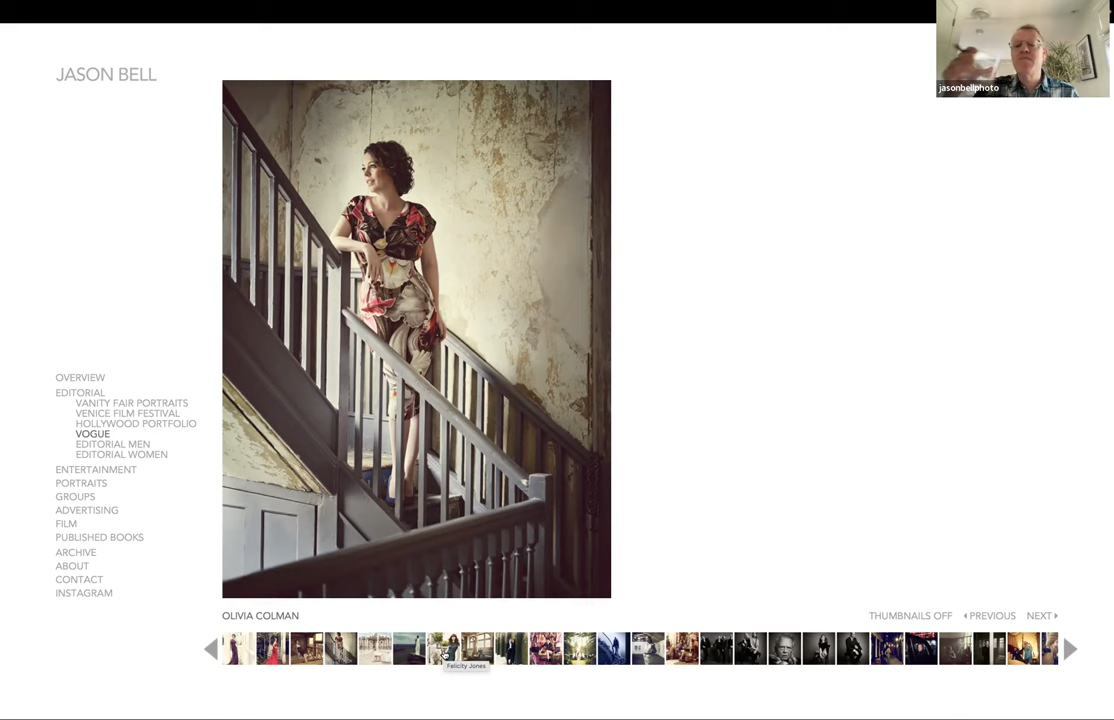 jasonbellphoto
JASON BELL
OVERVIEW
EDITORIAL
VANITY FAIR PORTRAITS
VENICE FILM FESTIVAL
HOLLYWOOD PORTFOLIO
VOGUE
EDITORIAL MEN
EDITORIAL WOMEN
ENTERTAINMENT
PORTRAITS
GROUPS
ADVERTISING
FILM
PUBLISHED BOOKS
ARCHIVE
ABOUT
CONTACT
INSTAGRAM
OLIVIA COLMAN
THUMBNAILS OFF PREVIOUS NEXT
Felicity Jones